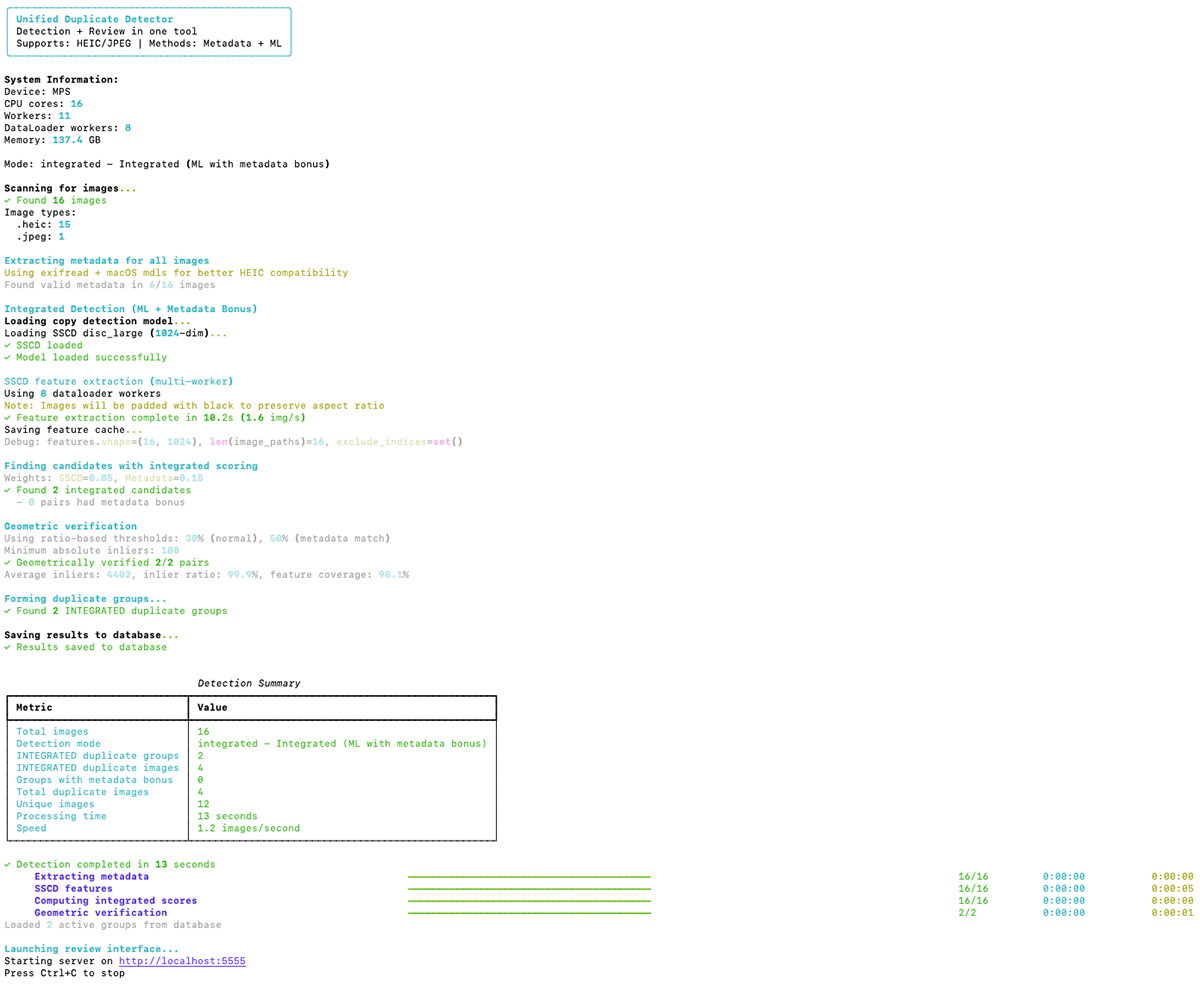 Unified Duplicate Detector
Detection + Review in one tool
Supports: HEIC/JPEG | Methods: Metadata + ML
System Information:
Device: MPS
CPU cores: 16
Workers: 11
DataLoader workers: 8
Memory: 137.4 GB
Mode: integrated - Integrated (ML with metadata bonus)
Scanning for images...
✓ Found 16 images
Image types:
.heic: 15
.jpeg: 1
Extracting metadata for all images
Using exifread + macOS mdls for better HEIC compatibility
Found valid metadata in 6/16 images
Integrated Detection (ML + Metadata Bonus)
Loading copy detection model...
Loading SSCD disc_large (1024-dim)...
✓ SSCD loaded
✓ Model loaded successfully
SSCD feature extraction (multi-worker)
Using 8 dataloader workers
Note: Images will be padded with black to preserve aspect ratio
✓ Feature extraction complete in 10.2s (1.6 img/s)
Saving feature cache...
Debug: features.shape=(16, 1024), len(image_paths)=16, exclude_indices=set()
Finding candidates with integrated scoring
Weights: SSCD=0.85, Metadata=0.15
✓ Found 2 integrated candidates
- 0 pairs had metadata bonus
Geometric verification
Using ratio-based thresholds: 30% (normal), 50% (metadata match)
Minimum absolute inliers: 100
✓ Geometrically verified 2/2 pairs
Average inliers: 4402, inlier ratio: 99.9%, feature coverage: 98.1%
Forming duplicate groups...
✓ Found 2 INTEGRATED duplicate groups
Saving results to database...
✓ Results saved to database
Detection Summary
Metric Value
Total images 16
Detection mode integrated - Integrated (ML with metadata bonus)
INTEGRATED duplicate groups 2
INTEGRATED duplicate images 4
Groups with metadata bonus 0
Total duplicate images 4
Unique images 12
Processing time 13 seconds
Speed 1.2 images/second
✓ Detection completed in 13 seconds
Extracting metadata 16/16 0:00:00 0:00:00
SSCD features 16/16 0:00:00 0:00:05
Computing integrated scores 16/16 0:00:00 0:00:00
Geometric verification 2/2 0:00:00 0:00:01
Loaded 2 active groups from database
Launching review interface...
Starting server on http://localhost:5555
Press Ctrl+C to stop